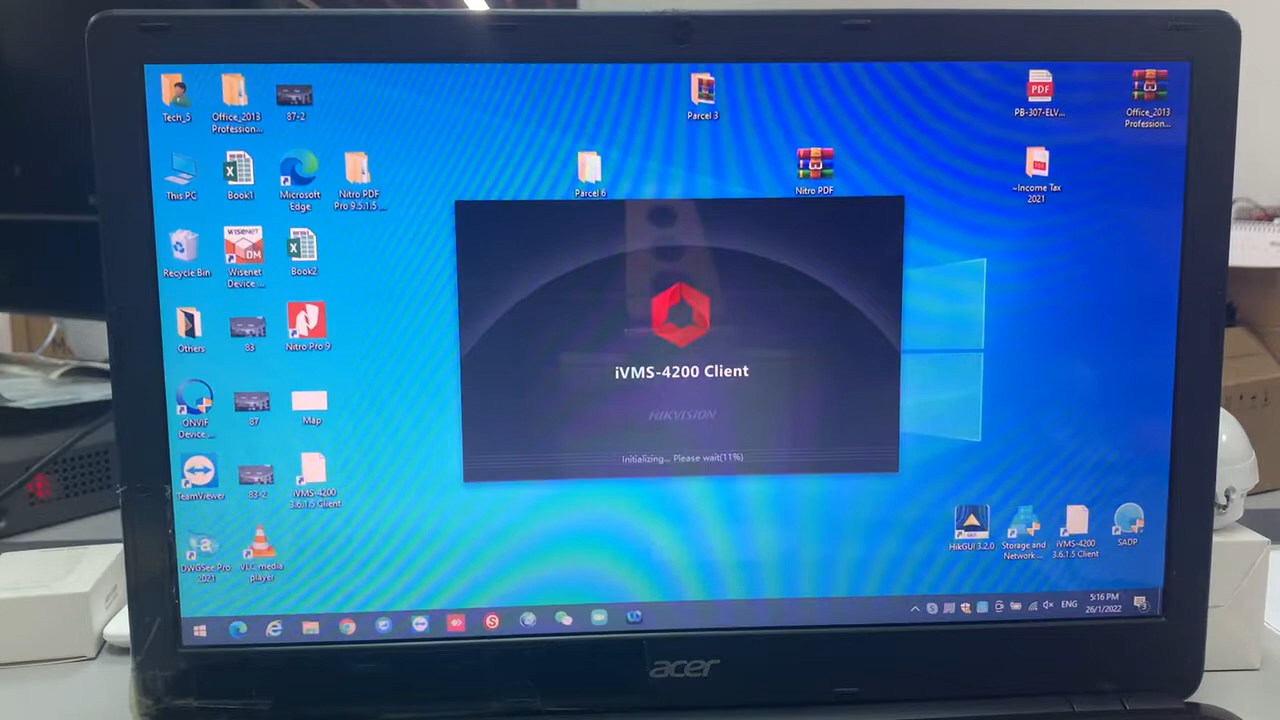 Tech_5
Office_2013
Profession...
87-2
Parcel 3
PDF
PB-307-ELV...
Office_2013
Profession...
This PC
Book1
Microsoft
Edge
Nitro PDF
Pro 9.5.1.5 ...
Parcel 6
Nitro PDF
~Income Tax
2021
Recycle Bin
WISENET
DM
Wisenet
Device ...
Book2
Others
83
Nitro Pro 9
iVMS-4200 Client
HIKVISION
Initializing... Please wait(11%)
ONVIF
Device ...
87
Map
TeamViewer
83-2
iVMS-4200
3.6.1.5 Client
DWGSee Pro
2021
VLC media
player
HikGUI 3.2.0
Storage and
Network ...
iVMS-4200
3.6.1.5 Client
SADP
ENG
5:16 PM
26/1/2022
acer